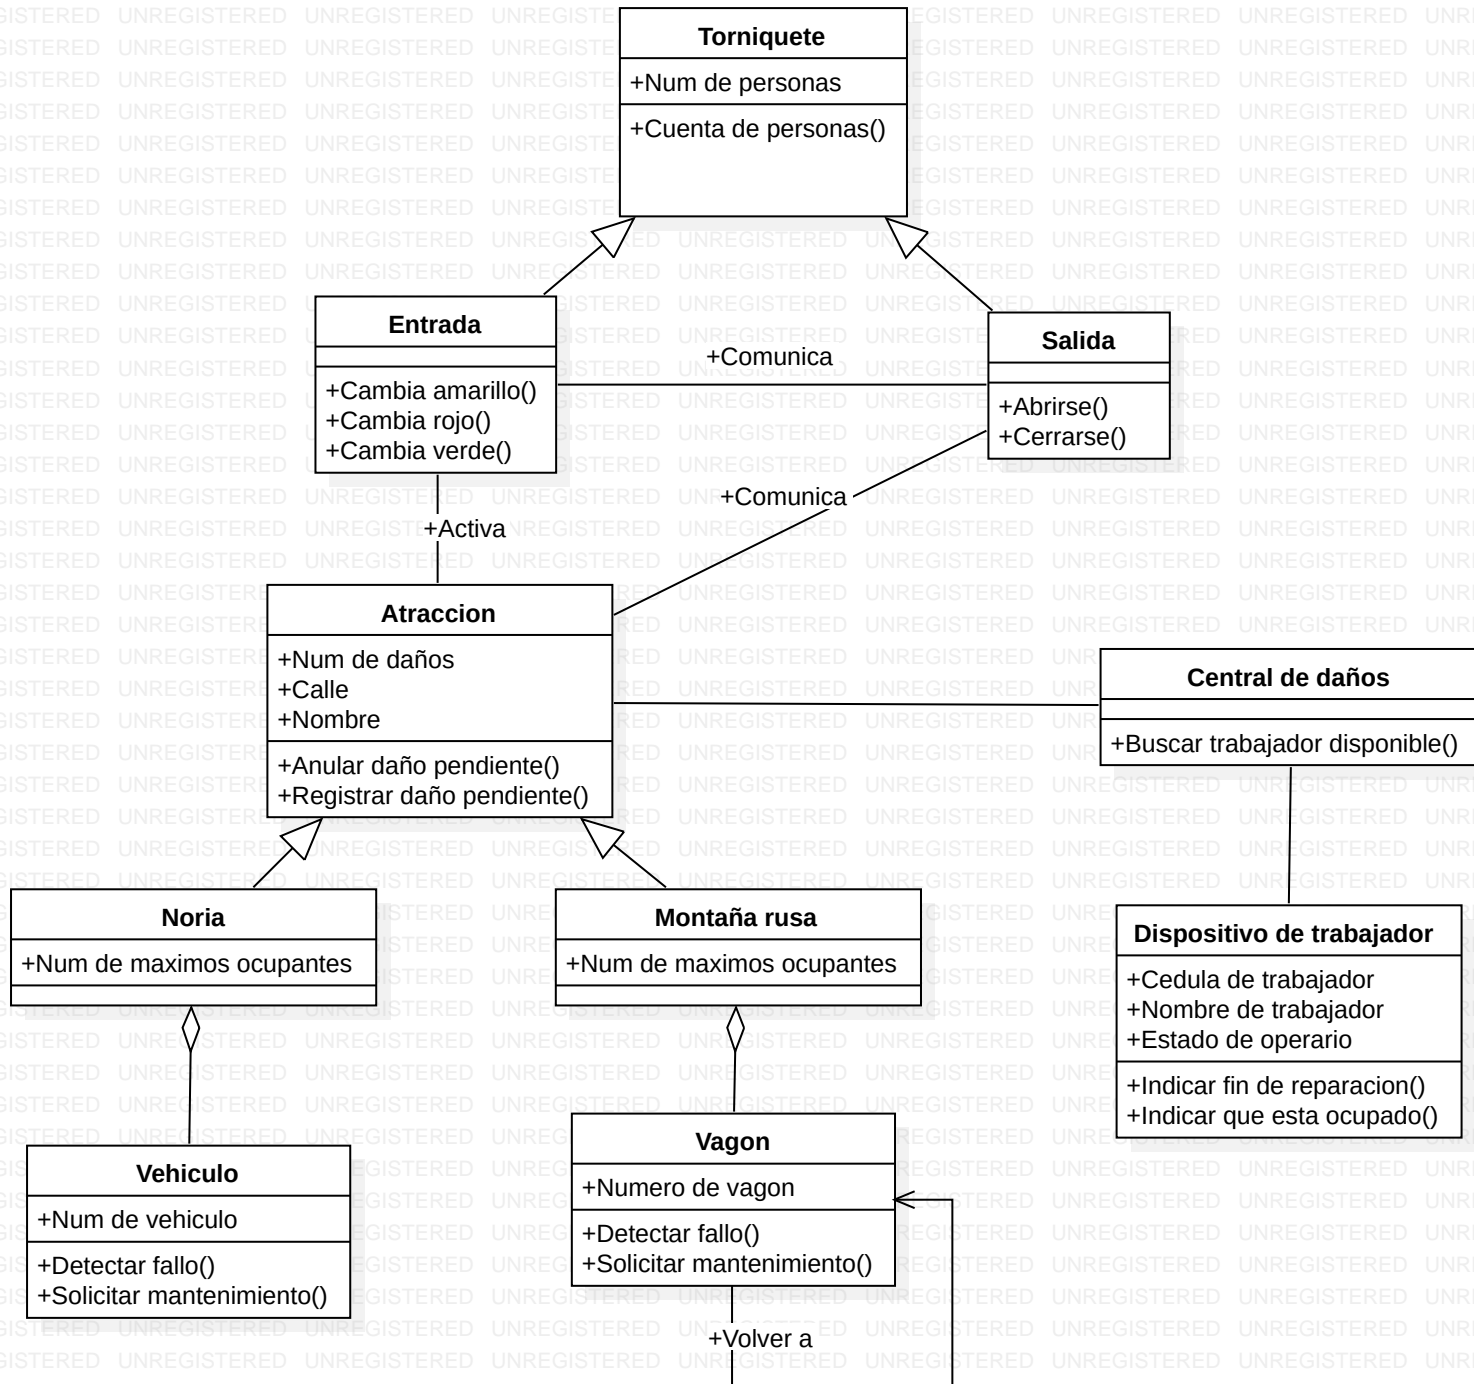 Torniquete
+Num de personas
+Cuenta de personas()
Entrada
+Cambia amarillo()
+Cambia rojo()
+Cambia verde()
+Comunica
Salida
+Abrirse()
+Cerrarse()
+Comunica
+Activa
Atraccion
+Num de daños
+Calle
+Nombre
+Anular daño pendiente()
+Registrar daño pendiente()
Central de daños
+Buscar trabajador disponible()
Noria
+Num de maximos ocupantes
Montaña rusa
+Num de maximos ocupantes
Dispositivo de trabajador
+Cedula de trabajador
+Nombre de trabajador
+Estado de operario
+Indicar fin de reparacion()
+Indicar que esta ocupado()
Vehiculo
+Num de vehiculo
+Detectar fallo()
+Solicitar mantenimiento()
Vagon
+Numero de vagon
+Detectar fallo()
+Solicitar mantenimiento()
+Volver a
UNREGISTERED